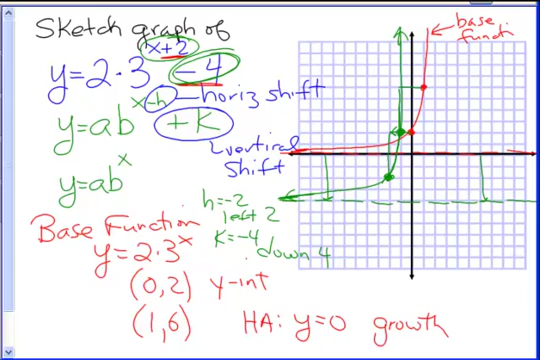 Sketch graph of
y=2·3^(x+2) -4
y=ab^(x-h) +K
horiz shift
vertical shift
y=ab^x
base functi
h=-2
left 2
K=-4
down 4
Base Function
y=2·3^x
(0,2) y-int
(1,6) HA: y=0 growth